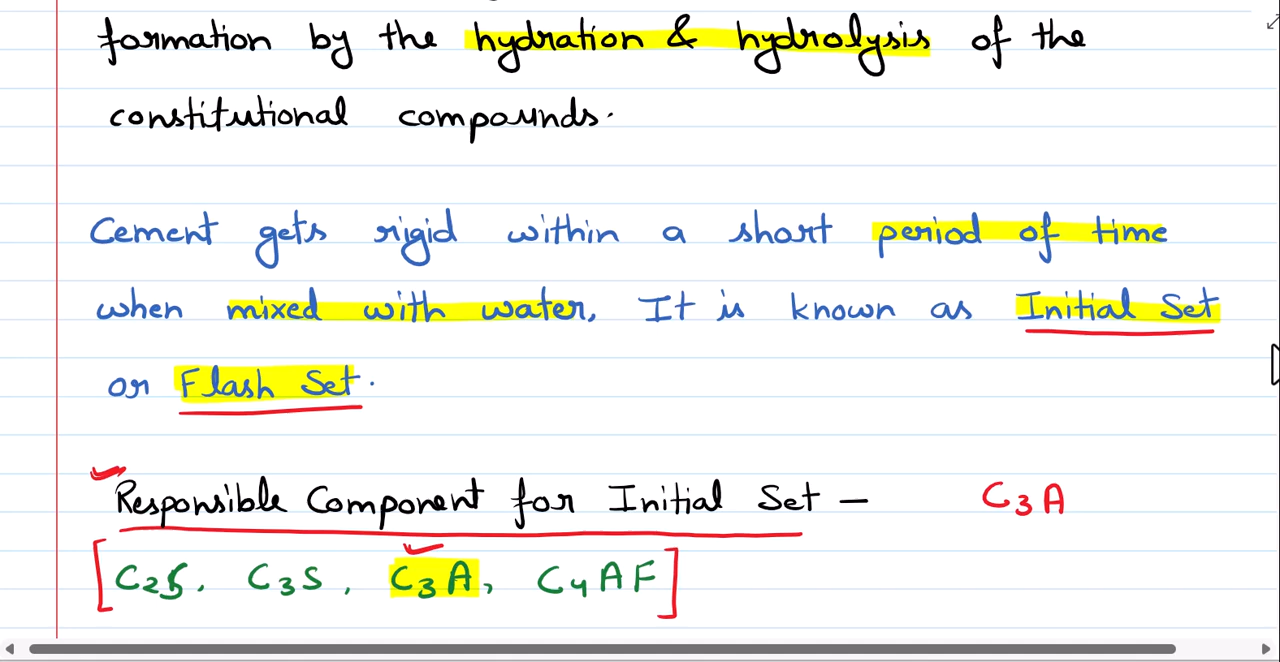 formation by the hydration & hydrolysis of the
constitutional compounds.
Cement gets rigid within a short period of time
when mixed with water. It is known as Initial Set
or Flash Set.
Responsible Component for Initial Set – C3A
[C2S, C3S, C3A, C4AF]